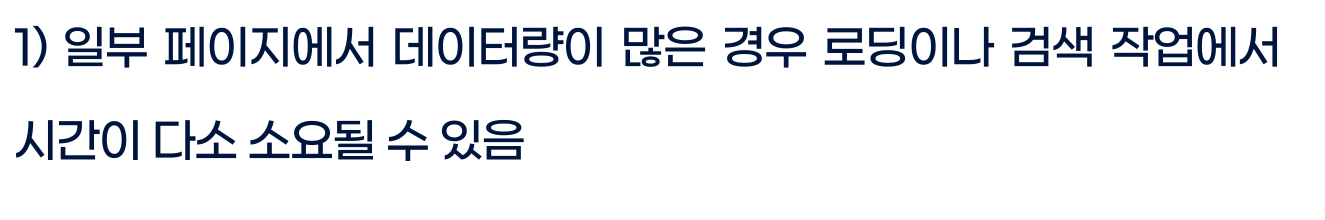 1) 일부 페이지에서 데이터량이 많은 경우 로딩이나 검색 작업에서
시간이 다소 소요될 수 있음